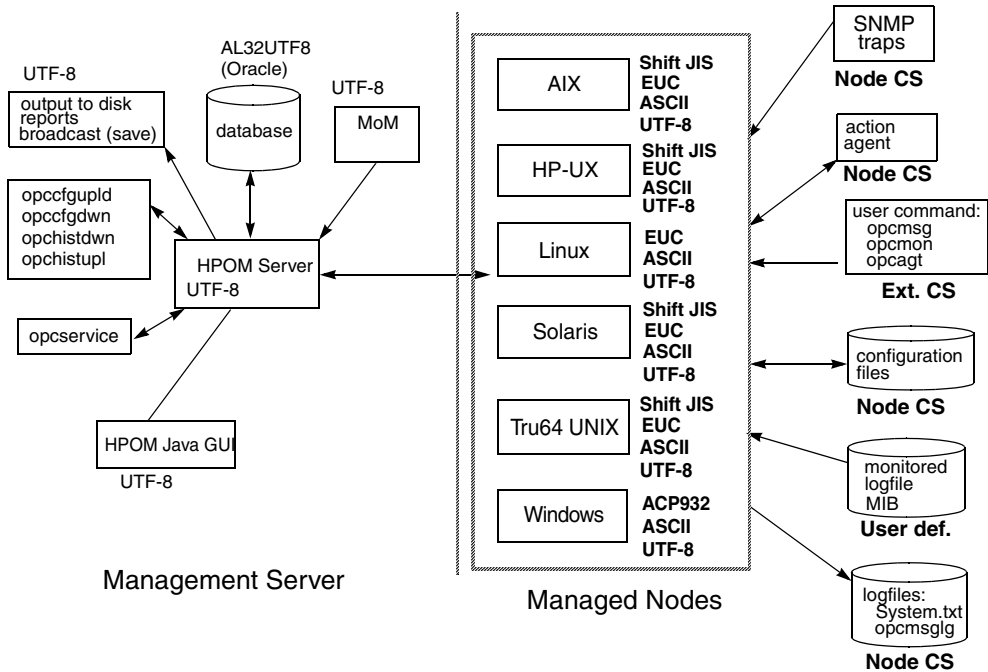 UTF-8
output to disk
reports
broadcast (save)
AL32UTF8
(Oracle)
database
UTF-8
MoM
opccfgupld
opccfgdwn
opchistdwn
opchistupl
HPOM Server
UTF-8
opcservice
HPOM Java GUI
UTF-8
Management Server
AIX
Shift JIS
EUC
ASCII
UTF-8
HP-UX
Shift JIS
EUC
ASCII
UTF-8
Linux
EUC
ASCII
UTF-8
Solaris
Shift JIS
EUC
ASCII
UTF-8
Tru64 UNIX
Shift JIS
EUC
ASCII
UTF-8
Windows
ACP932
ASCII
UTF-8
Managed Nodes
SNMP
traps
Node CS
action
agent
Node CS
user command:
opcmsg
opcmon
opcagt
Ext. CS
configuration
files
Node CS
monitored
logfile
MIB
User def.
logfiles:
System.txt
opcmsglg
Node CS